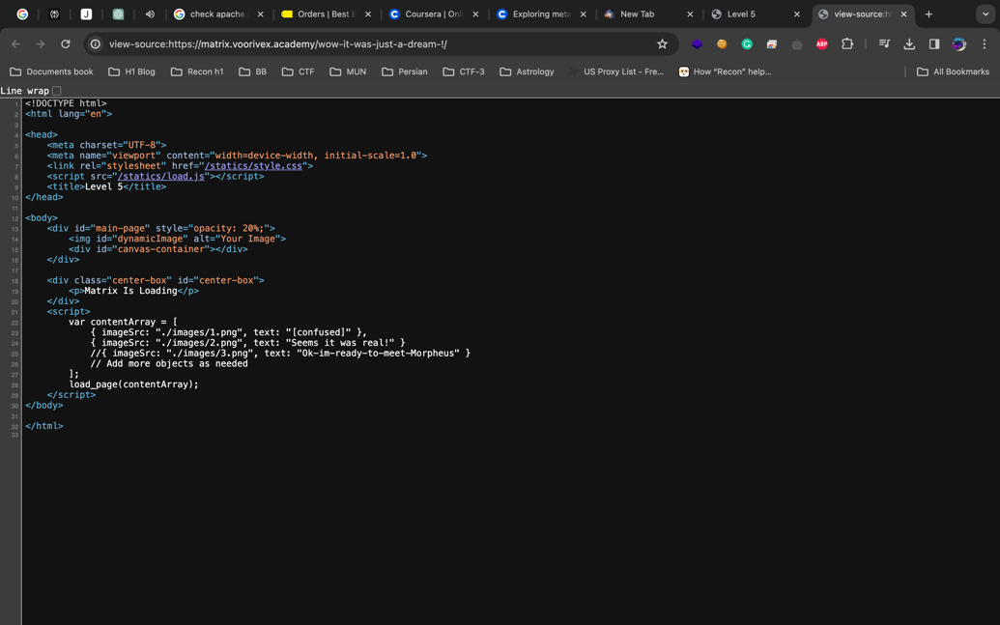 J
check apache
Orders | Best B
Coursera | Onli
Exploring meta
New Tab
Level 5
view-source:h
view-source:https://matrix.voorivex.academy/wow-it-was-just-a-dream-!/
ABP
Documents book
H1 Blog
Recon h1
BB
CTF
MUN
Persian
CTF-3
Astrology
US Proxy List - Fre...
How "Recon" help...
All Bookmarks
Line wrap
1 <!DOCTYPE html>
2 <html lang="en">
3
4 <head>
5 <meta charset="UTF-8">
6 <meta name="viewport" content="width=device-width, initial-scale=1.0">
7 <link rel="stylesheet" href="/statics/style.css">
8 <script src="/statics/load.js"></script>
9 <title>Level 5</title>
10 </head>
11
12 <body>
13 <div id="main-page" style="opacity: 20%;">
14 <img id="dynamicImage" alt="Your Image">
15 <div id="canvas-container"></div>
16 </div>
17
18 <div class="center-box" id="center-box">
19 <p>Matrix Is Loading</p>
20 </div>
21 <script>
22 var contentArray = [
23 { imageSrc: "./images/1.png", text: "[confused]" },
24 { imageSrc: "./images/2.png", text: "Seems it was real!" }
25 //{ imageSrc: "./images/3.png", text: "Ok-im-ready-to-meet-Morpheus" }
26 // Add more objects as needed
27 ];
28 load_page(contentArray);
29 </script>
30 </body>
31
32 </html>
33